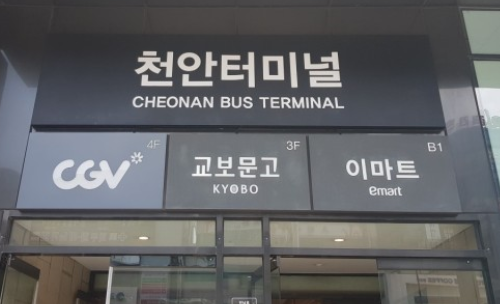 천안터미널
CHEONAN BUS TERMINAL
4F
CGV
3F
교보문고
KYOBO
B1
이마트
emart